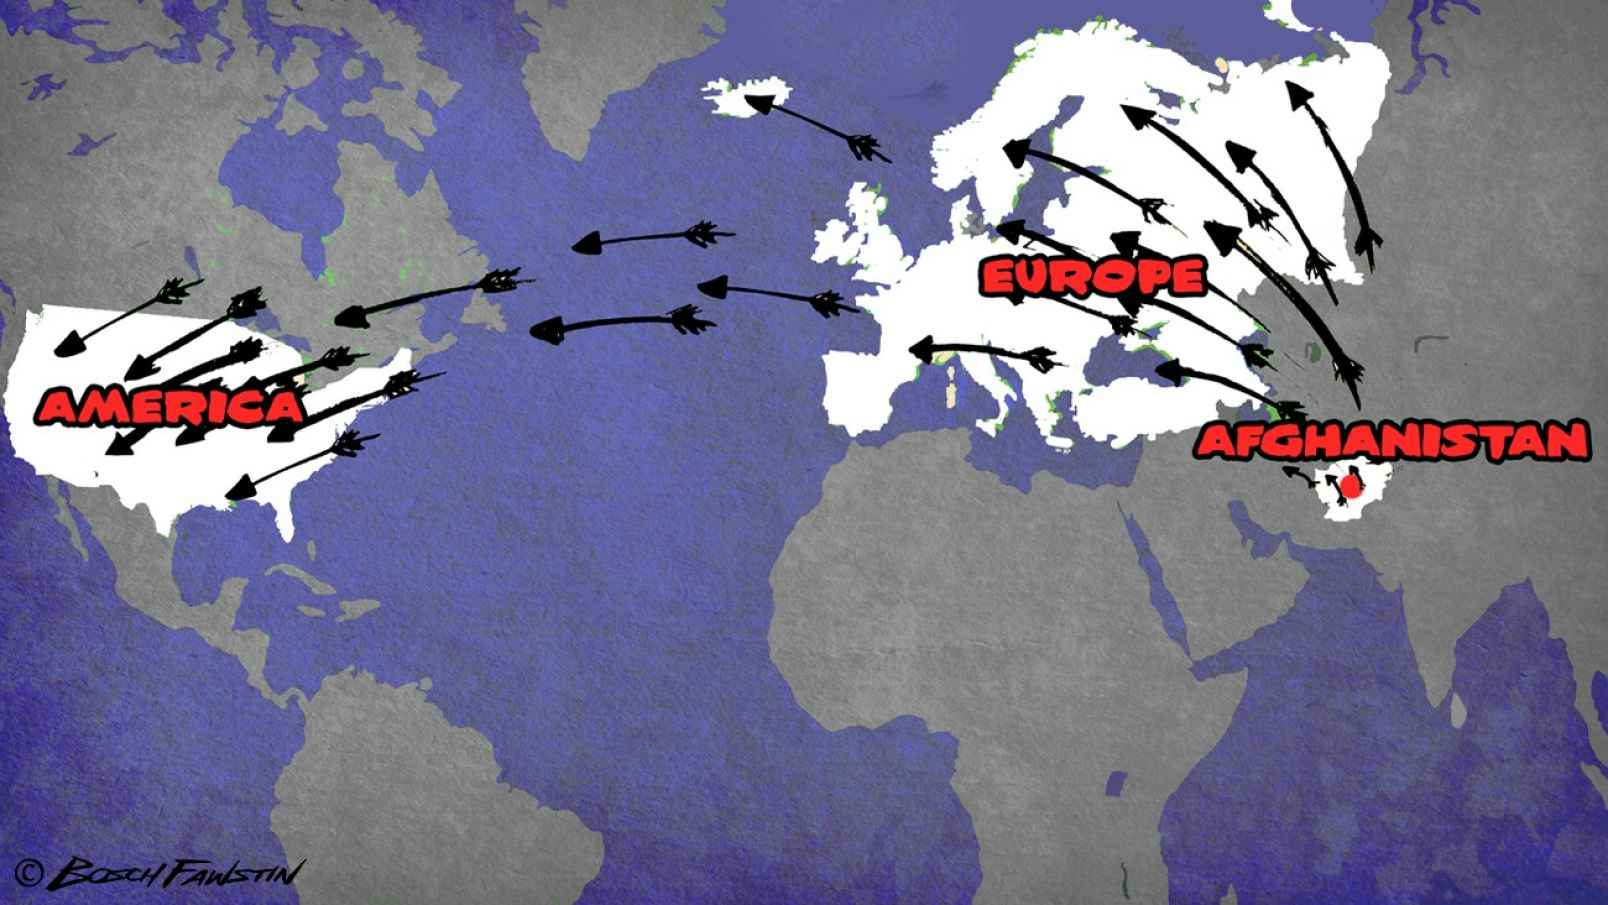 EUROPE
AMERICA
AFGHANISTAN
© BOSCH FAWSTIN